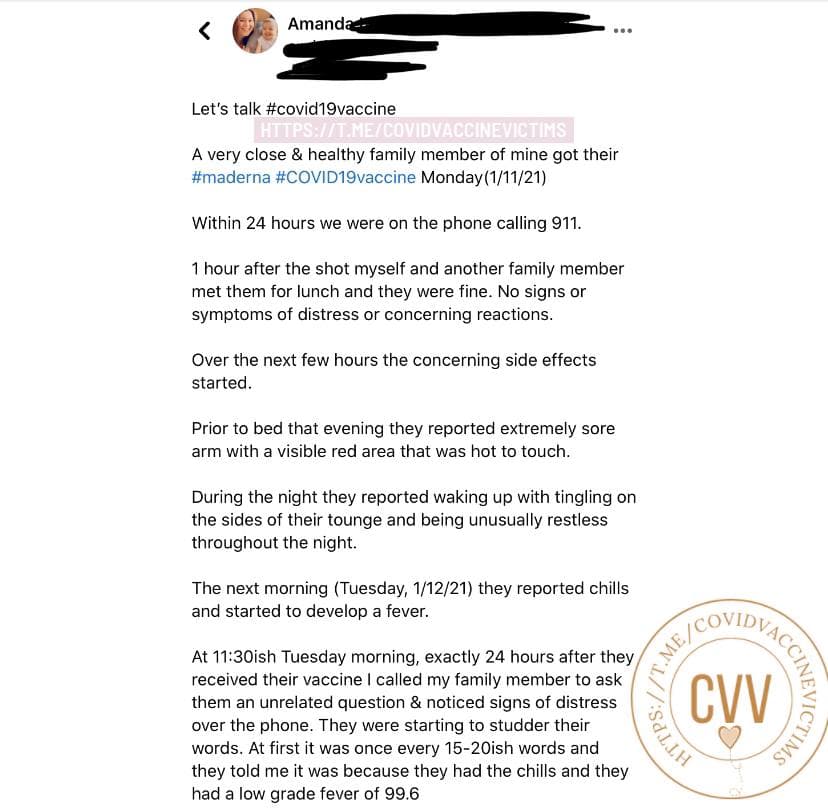 Amanda
Let's talk #covid19vaccine
HTTPS://T.ME/COVIDVACCINEVICTIMS
A very close & healthy family member of mine got their
#maderna #COVID19vaccine Monday(1/11/21)
Within 24 hours we were on the phone calling 911.
1 hour after the shot myself and another family member
met them for lunch and they were fine. No signs or
symptoms of distress or concerning reactions.
Over the next few hours the concerning side effects
started.
Prior to bed that evening they reported extremely sore
arm with a visible red area that was hot to touch.
During the night they reported waking up with tingling on
the sides of their tounge and being unusually restless
throughout the night.
The next morning (Tuesday, 1/12/21) they reported chills
and started to develop a fever.
At 11:30ish Tuesday morning, exactly 24 hours after they
received their vaccine I called my family member to ask
them an unrelated question & noticed signs of distress
over the phone. They were starting to studder their
words. At first it was once every 15-20ish words and
they told me it was because they had the chills and they
had a low grade fever of 99.6
HTTPS://T.ME/COVIDVACCINEVICTIMS
CVV